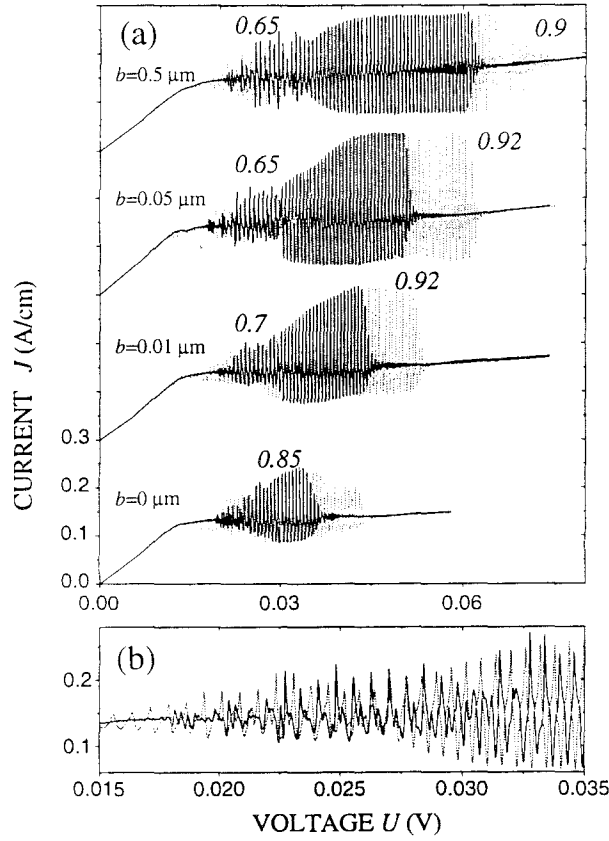 (a)
0.65
0.9
b=0.5 μm
0.92
0.65
b=0.05 μm
0.92
0.7
b=0.01 μm
0.3
0.85
0.2
b=0 μm
0.1
0.0
0.00
0.03
0.06
CURRENT J (A/cm)
(b)
0.2
0.1
0.015
0.020
0.025
0.030
0.035
VOLTAGE U (V)